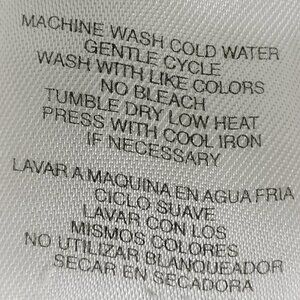 MACHINE WASH COLD WATER
GENTLE CYCLE
WASH WITH LIKE COLORS
NO BLEACH
TUMBLE DRY LOW HEAT
PRESS WITH COOL IRON
IF NECESSARY
LAVAR A MAQUINA EN AGUA FRIA
CICLO SUAVE
LAVAR CON LOS
MISMOS COLORES
NO UTILIZAR BLANQUEADOR
SECAR EN SECADORA